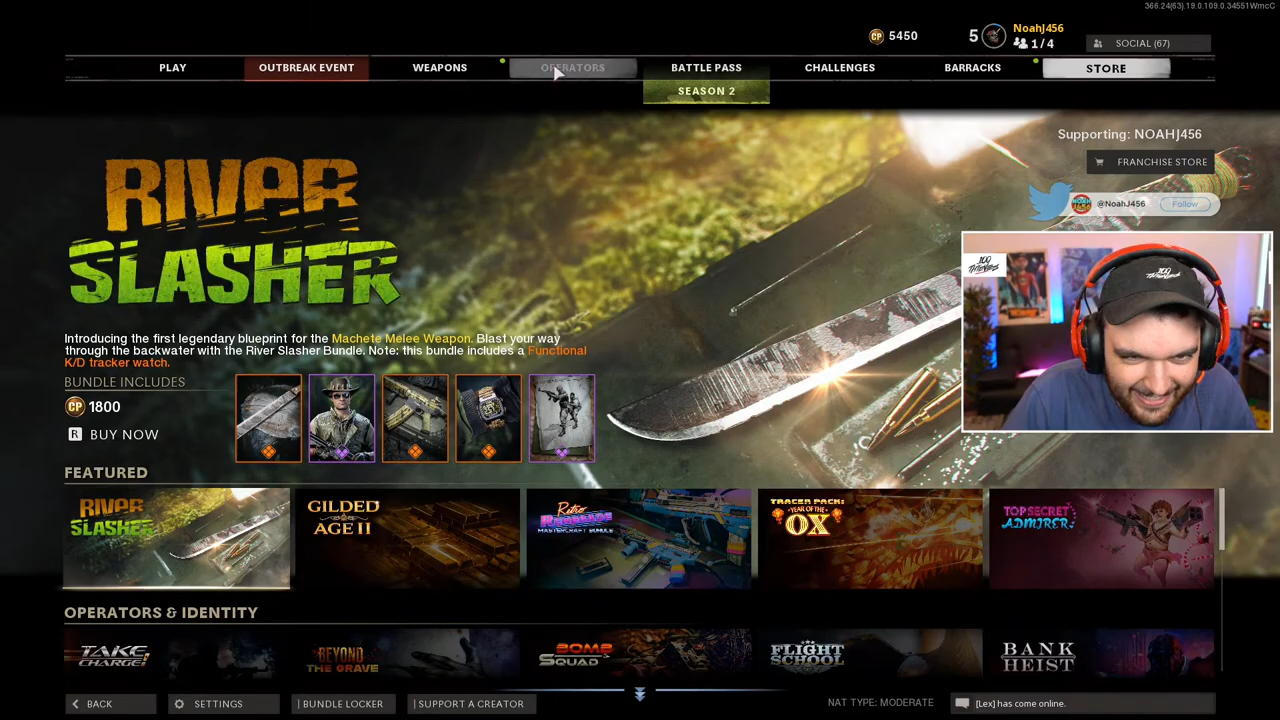 366.24(63).19.0.109.0.34551WmcC
CP 5450
5
NoahJ456
1 / 4
SOCIAL (67)
PLAY
OUTBREAK EVENT
WEAPONS
OPERATORS
BATTLE PASS
CHALLENGES
BARRACKS
STORE
SEASON 2
Supporting: NOAHJ456
FRANCHISE STORE
@NoahJ456
Follow
RIVER
SLASHER
100
THIEVES
Introducing the first legendary blueprint for the Machete Melee Weapon. Blast your way
through the backwater with the River Slasher Bundle. Note: this bundle includes a Functional
K/D tracker watch.
BUNDLE INCLUDES
CP 1800
R BUY NOW
FEATURED
RIVER
SLASHER
GILDED
AGE II
Retro
MASTERCRAFT BUNDLE
TRACER PACK:
YEAR OF THE
OX
TOP SECRET
ADMIRER
OPERATORS & IDENTITY
TAKE
CHARGE!
BEYOND
THE GRAVE
BOMB
SQUAD
FLIGHT
SCHOOL
BANK
HEIST
BACK
SETTINGS
BUNDLE LOCKER
SUPPORT A CREATOR
NAT TYPE: MODERATE
[Lex] has come online.